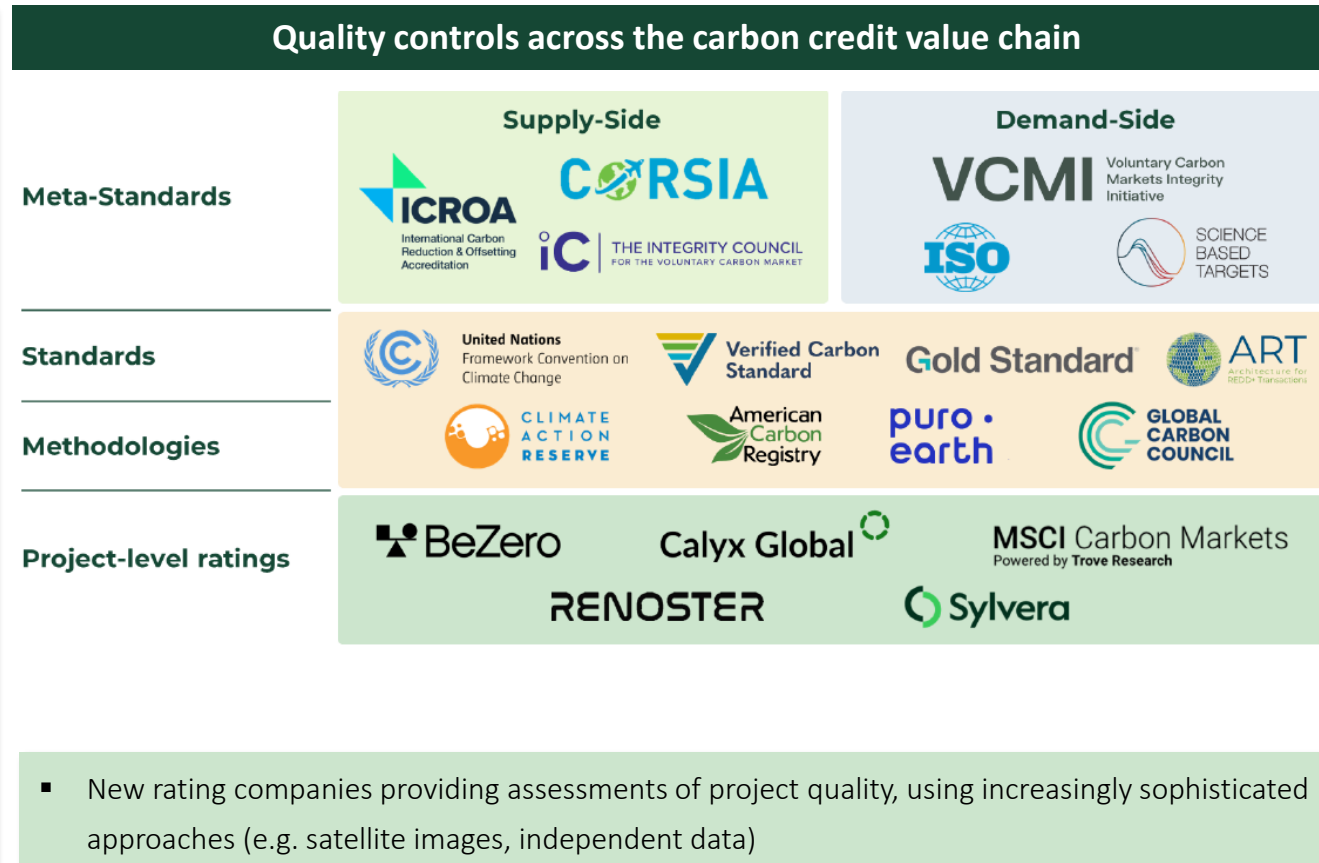 Quality controls across the carbon credit value chain
Supply-Side
Demand-Side
Meta-Standards
ICROA
International Carbon
Reduction & Offsetting
Accreditation
CORSIA
iC
THE INTEGRITY COUNCIL
FOR THE VOLUNTARY CARBON MARKET
VCMI
Voluntary Carbon
Markets Integrity
Initiative
ISO
SCIENCE
BASED
TARGETS
Standards
United Nations
Framework Convention on
Climate Change
Verified Carbon
Standard
Gold Standard
ART
Architecture for
REDD+ Transactions
Methodologies
CLIMATE
ACTION
RESERVE
American
Carbon
Registry
puro·
earth
GLOBAL
CARBON
COUNCIL
Project-level ratings
BeZero
Calyx Global
MSCI Carbon Markets
Powered by Trove Research
RENOSTER
Sylvera
▪ New rating companies providing assessments of project quality, using increasingly sophisticated
approaches (e.g. satellite images, independent data)